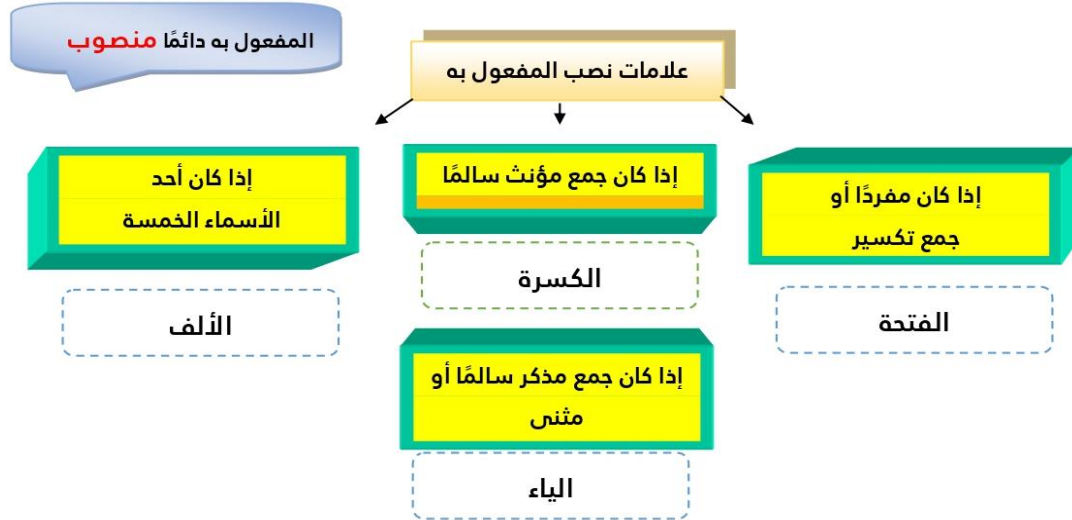 المفعول به دائمًا منصوب
علامات نصب المفعول به
إذا كان مفردًا أو
جمع تكسير
الفتحة
إذا كان جمع مؤنث سالمًا
الكسرة
إذا كان أحد
الأسماء الخمسة
الألف
إذا كان جمع مذكر سالمًا أو
مثنى
الياء